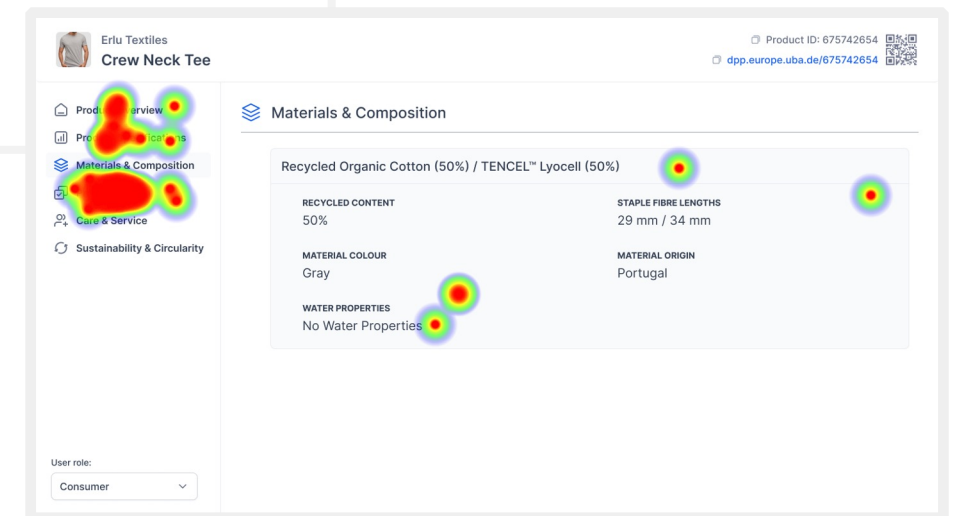 Erlu Textiles
Crew Neck Tee
Product ID: 675742654
dpp.europe.uba.de/675742654
Materials & Composition
Materials & Composition
Care & Service
Sustainability & Circularity
Recycled Organic Cotton (50%) / TENCEL™ Lyocell (50%)
RECYCLED CONTENT
50%
STAPLE FIBRE LENGTHS
29 mm / 34 mm
MATERIAL COLOUR
Gray
MATERIAL ORIGIN
Portugal
WATER PROPERTIES
No Water Properties
User role:
Consumer